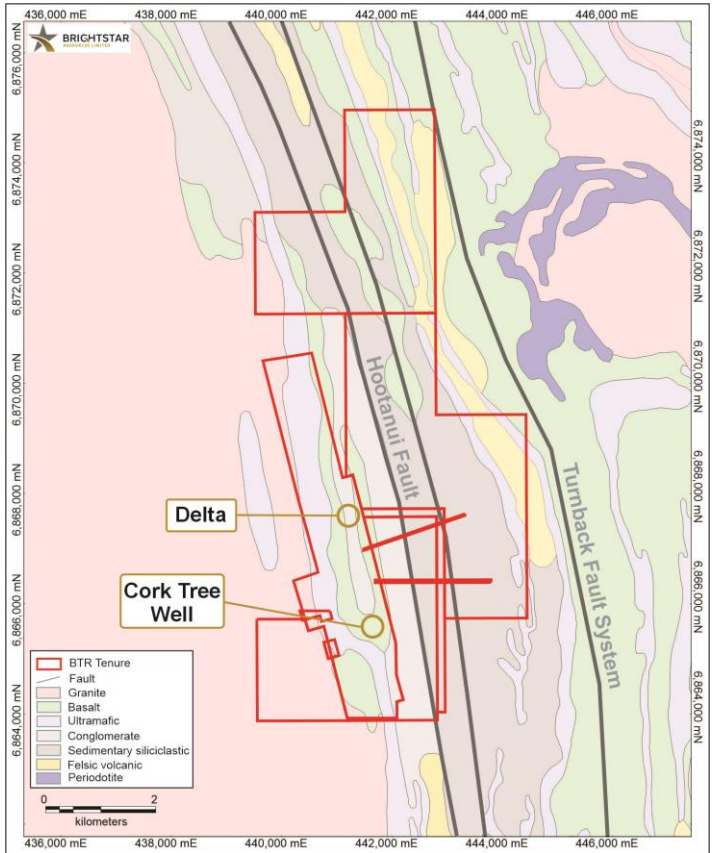 436,000 mE
438,000 mE
440,000 mE
442,000 mE
444,000 mE
446,000 mE
BRIGHTSTAR
RESOURCES LIMITED
6,876,000 mN
6,874,000 mN
6,872,000 mN
6,870,000 mN
6,868,000 mN
6,866,000 mN
6,864,000 mN
6,874,000 mN
6,872,000 mN
6,870,000 mN
6,868,000 mN
6,866,000 mN
6,864,000 mN
Hootanui Fault
Turnback Fault System
Delta
Cork Tree
Well
BTR Tenure
Fault
Granite
Basalt
Ultramafic
Conglomerate
Sedimentary siliciclastic
Felsic volcanic
Periodotite
0 2
kilometers
436,000 mE
438,000 mE
440,000 mE
442,000 mE
444,000 mE
446,000 mE